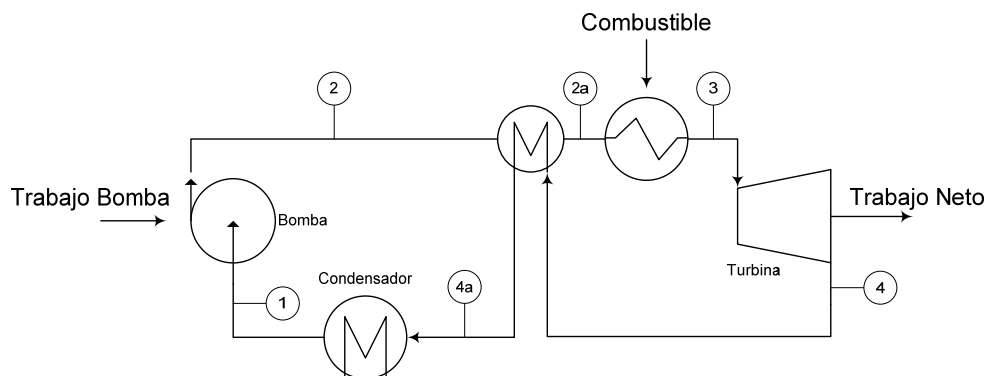 Combustible
2
2a
3
Trabajo Bomba
Bomba
Trabajo Neto
Turbina
Condensador
4a
4
1